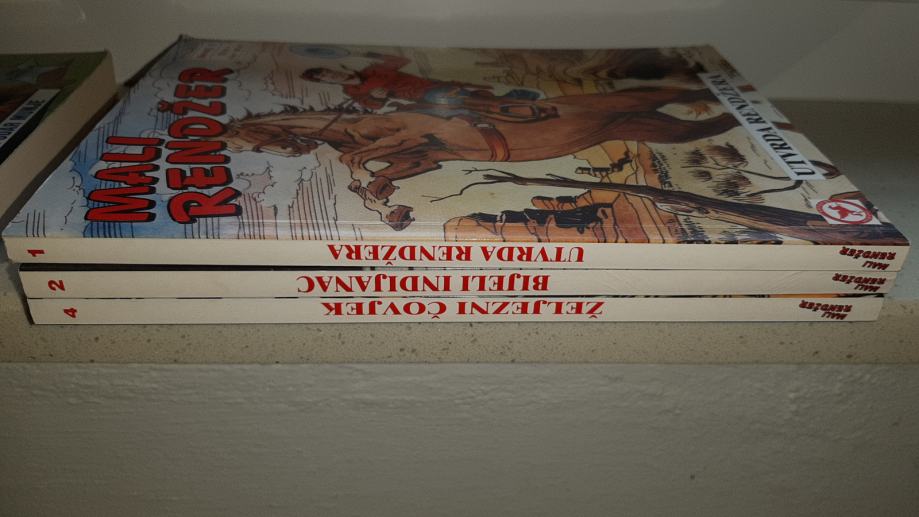 MALI
RENDŽER
UTVRDA RENDŽERA
1
UTVRDA RENDŽERA
MALI
RENDŽER
2
BIJELI INDIJANAC
MALI
RENDŽER
4
ŽELJEZNI ČOVJEK
MALI
RENDŽER